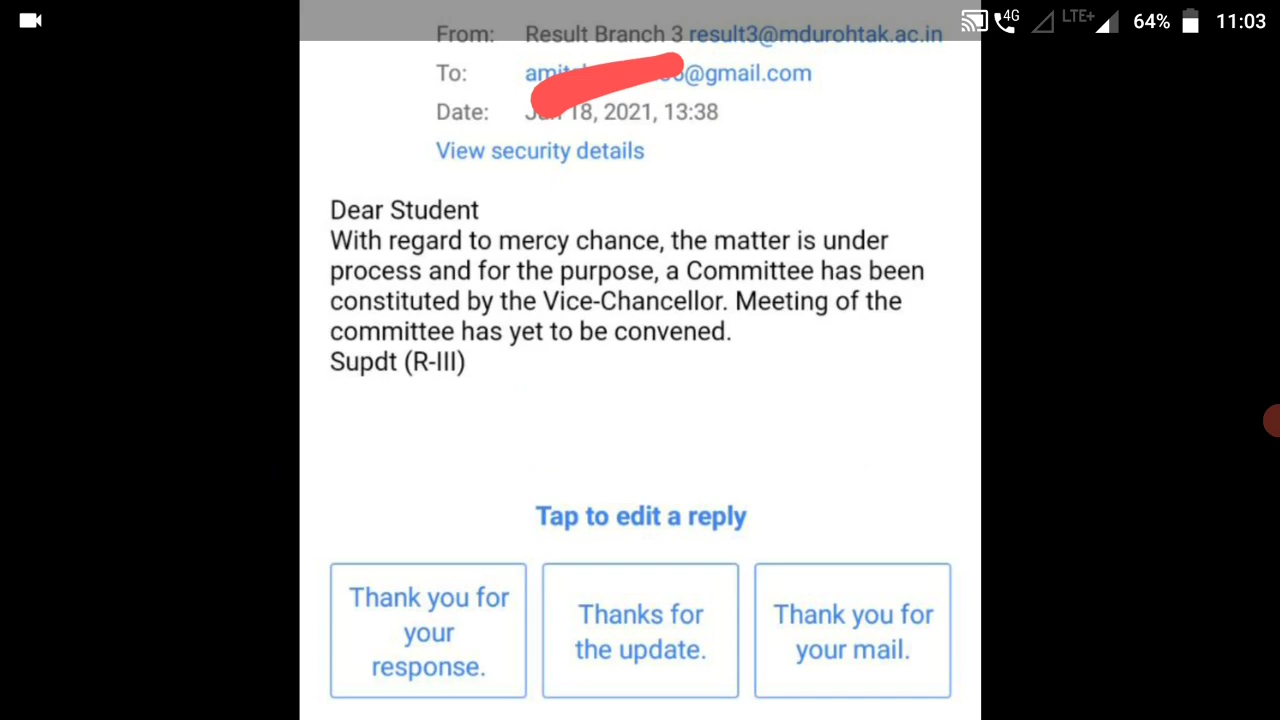 4G LTE+ 64% 11:03
From: Result Branch 3 result3@mdurohtak.ac.in
To: @gmail.com
Date: 18, 2021, 13:38
View security details
Dear Student
With regard to mercy chance, the matter is under
process and for the purpose, a Committee has been
constituted by the Vice-Chancellor. Meeting of the
committee has yet to be convened.
Supdt (R-III)
Tap to edit a reply
Thank you for
your
response.
Thanks for
the update.
Thank you for
your mail.